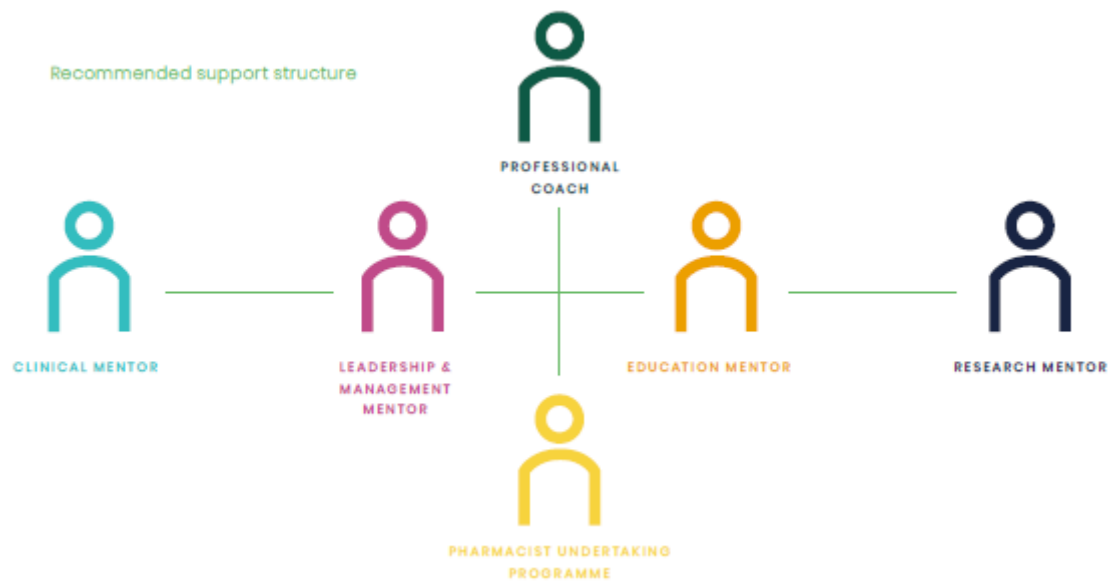 Recommended support structure
PROFESSIONAL
COACH
CLINICAL MENTOR
LEADERSHIP &
MANAGEMENT
MENTOR
EDUCATION MENTOR
RESEARCH MENTOR
PHARMACIST UNDERTAKING
PROGRAMME